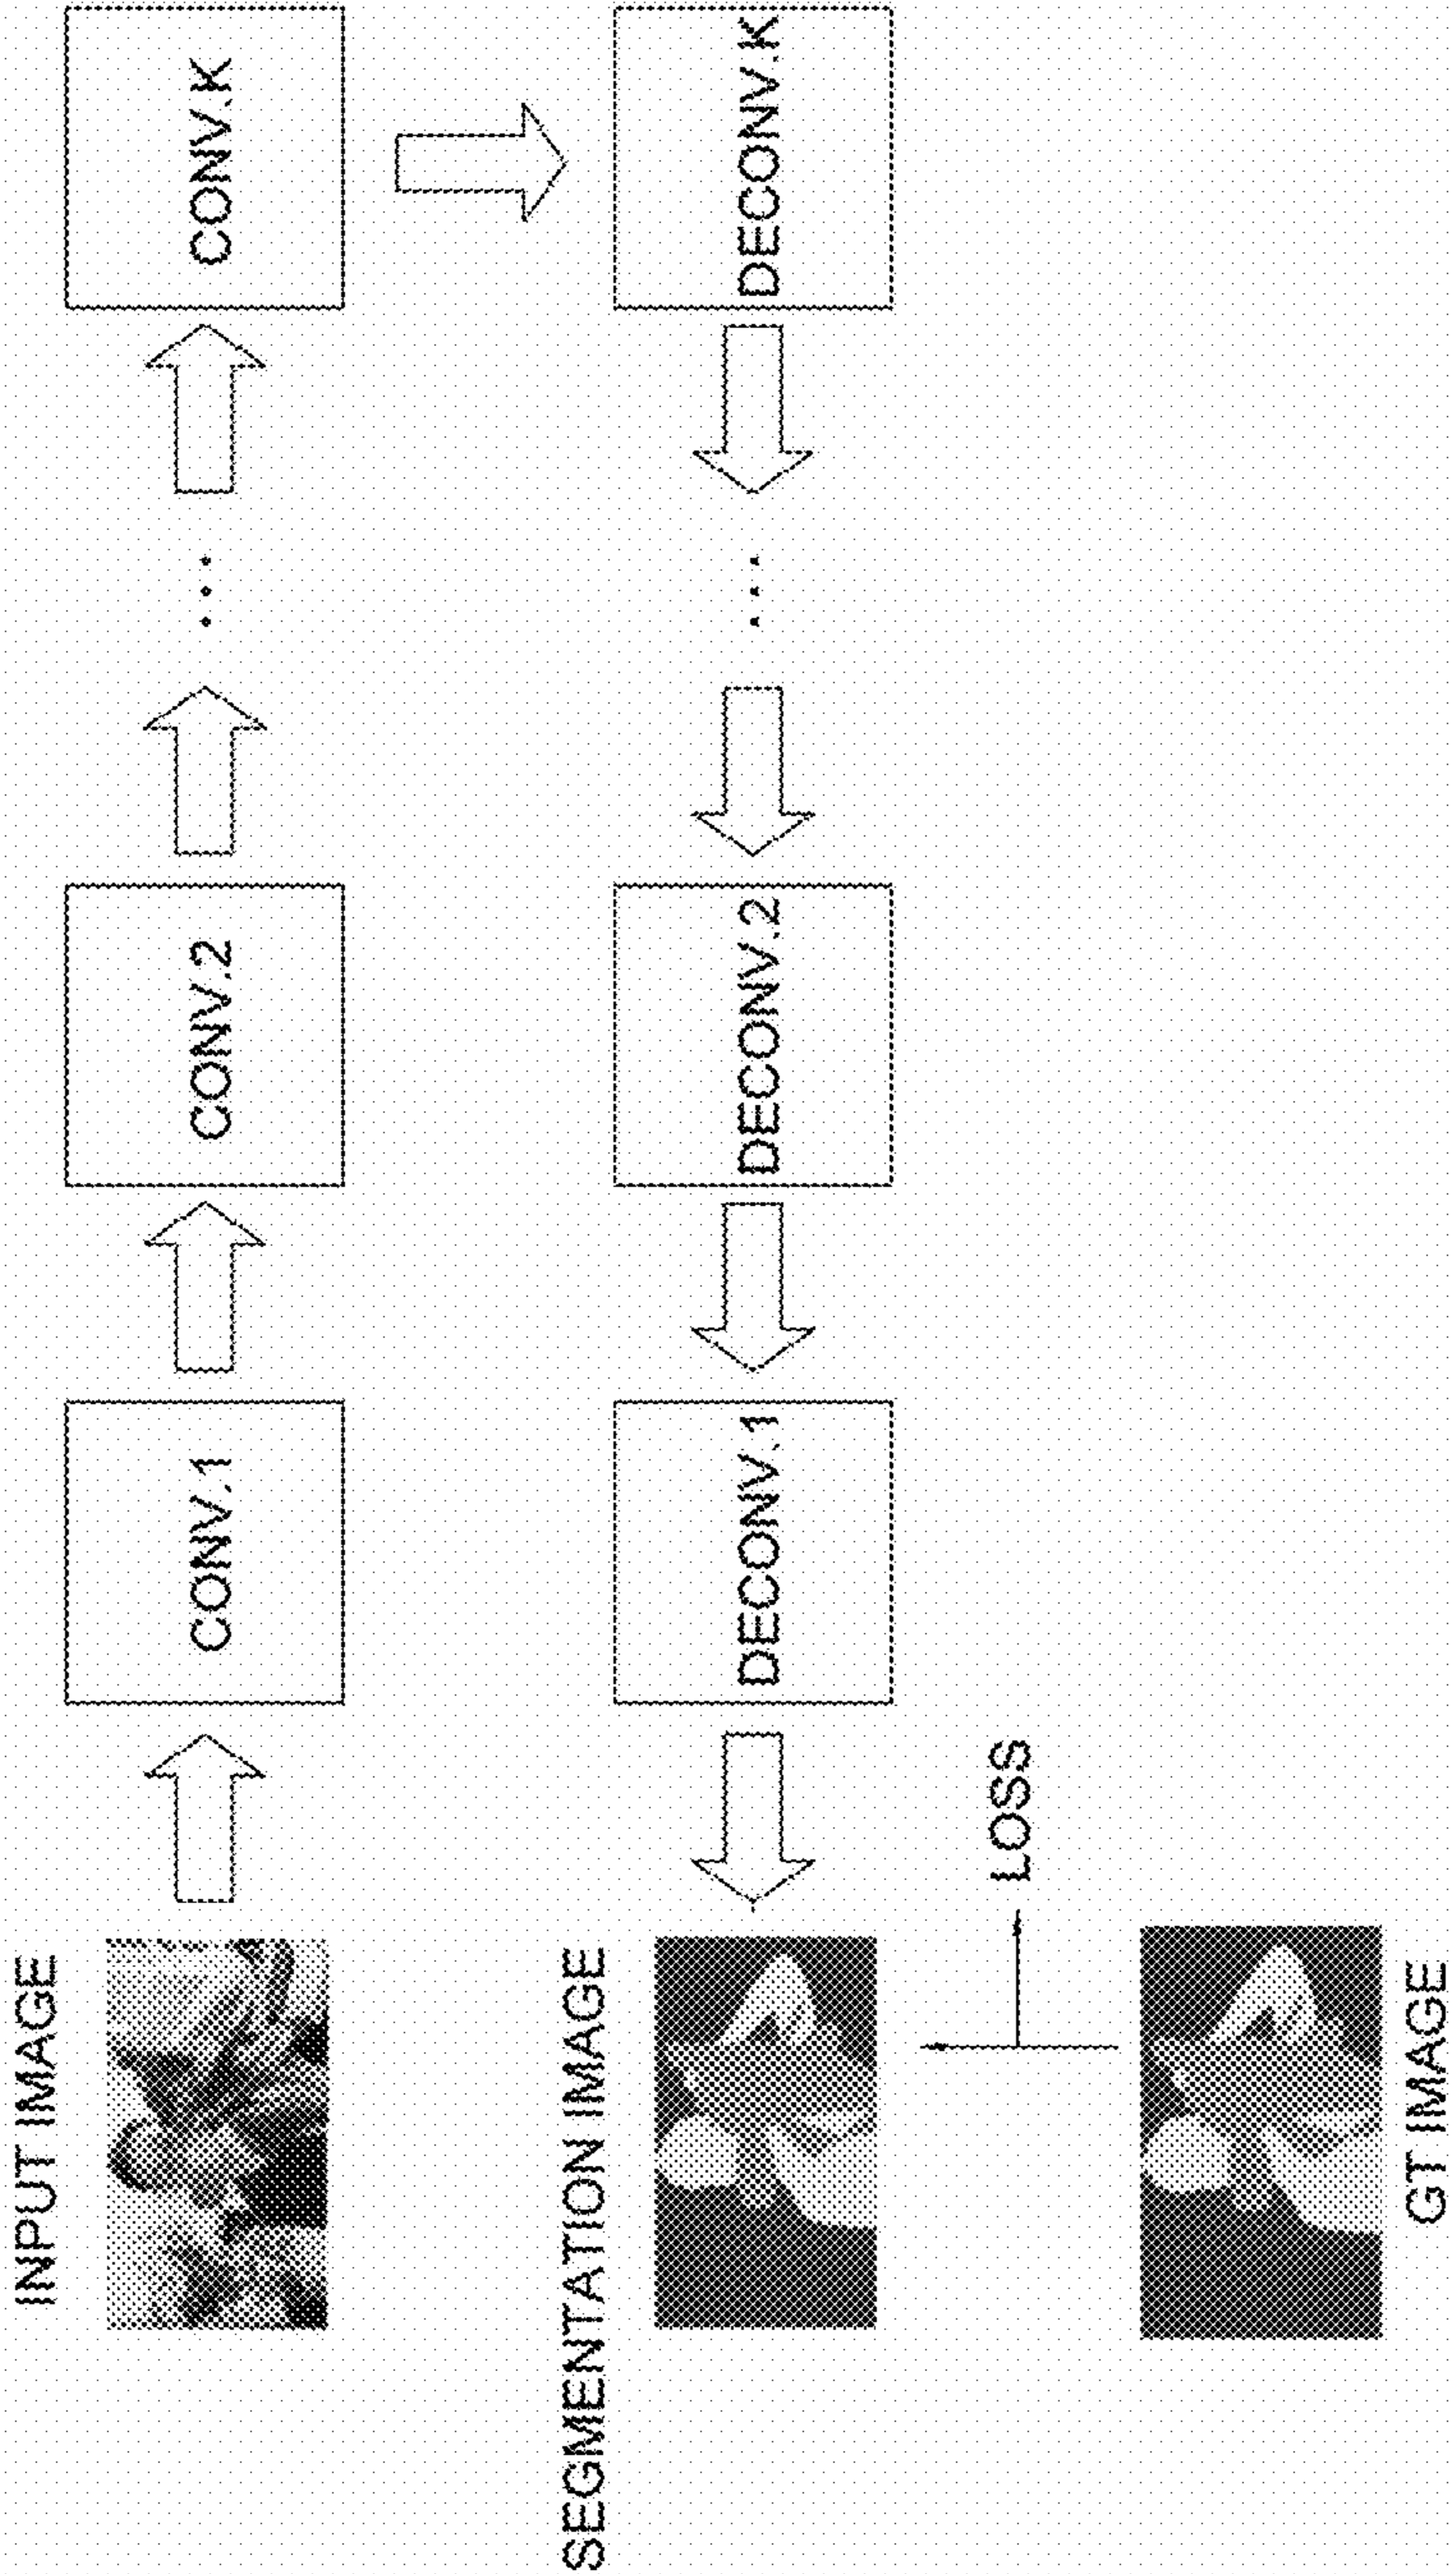 INPUT IMAGE
CONV.1
CONV.2
...
CONV.K
SEGMENTATION IMAGE
DECONV.1
DECONV.2
...
DECONV.K
LOSS
GT IMAGE